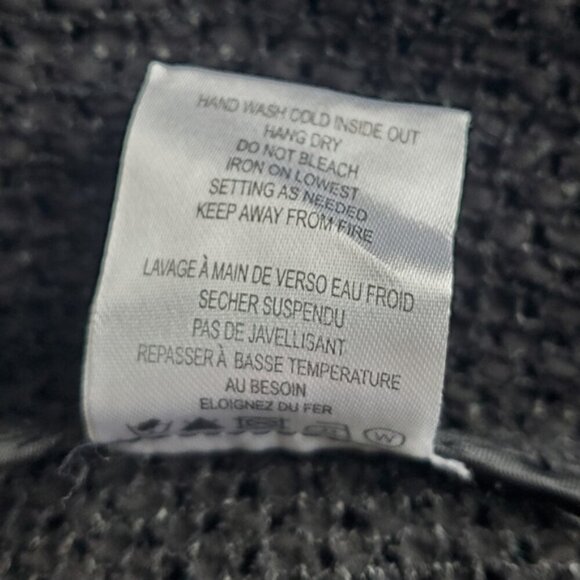 HAND WASH COLD INSIDE OUT
HANG DRY
DO NOT BLEACH
IRON ON LOWEST
SETTING AS NEEDED
KEEP AWAY FROM FIRE
LAVAGE À MAIN DE VERSO EAU FROID
SECHER SUSPENDU
PAS DE JAVELLISANT
REPASSER À BASSE TEMPERATURE
AU BESOIN
ELOIGNEZ DU FER
W